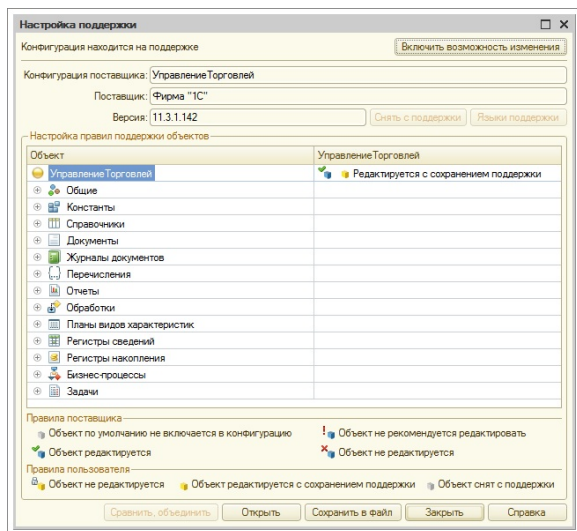 Настройка поддержки
Конфигурация находится на поддержке
Включить возможность изменения
Конфигурация поставщика: УправлениеТорговлей
Поставщик: Фирма "1С"
Версия: 11.3.1.142 Снять с поддержки Языки поддержки
Настройка правил поддержки объектов
Объект УправлениеТорговлей
УправлениеТорговлей Редактируется с сохранением поддержки
Общие
Константы
Справочники
Документы
Журналы документов
Перечисления
Отчеты
Обработки
Планы видов характеристик
Регистры сведений
Регистры накопления
Бизнес-процессы
Задачи
Правила поставщика
Объект по умолчанию не включается в конфигурацию Объект не рекомендуется редактировать
Объект редактируется Объект не редактируется
Правила пользователя
Объект не редактируется Объект редактируется с сохранением поддержки Объект снят с поддержки
Сравнить, объединить Открыть Сохранить в файл Закрыть Справка